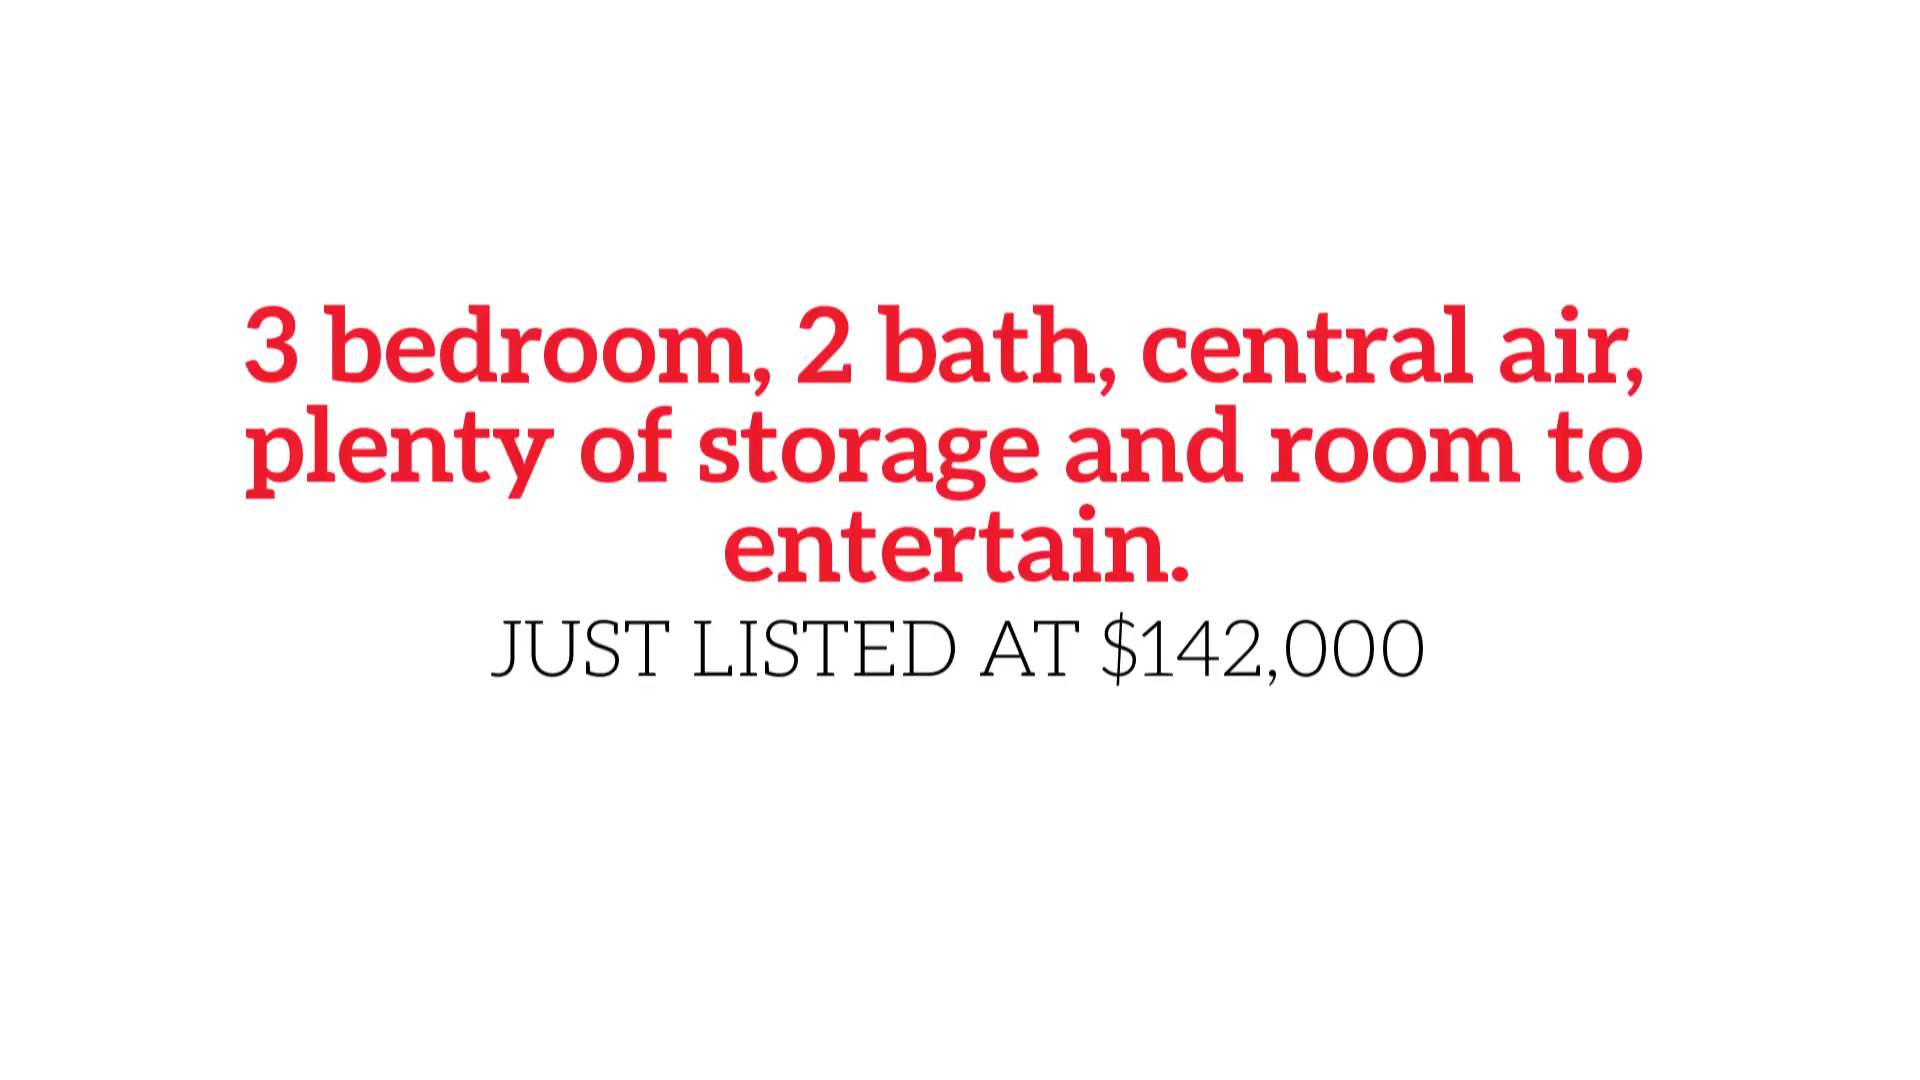 3 bedroom, 2 bath, central air,
plenty of storage and room to
entertain.
JUST LISTED AT $142,000